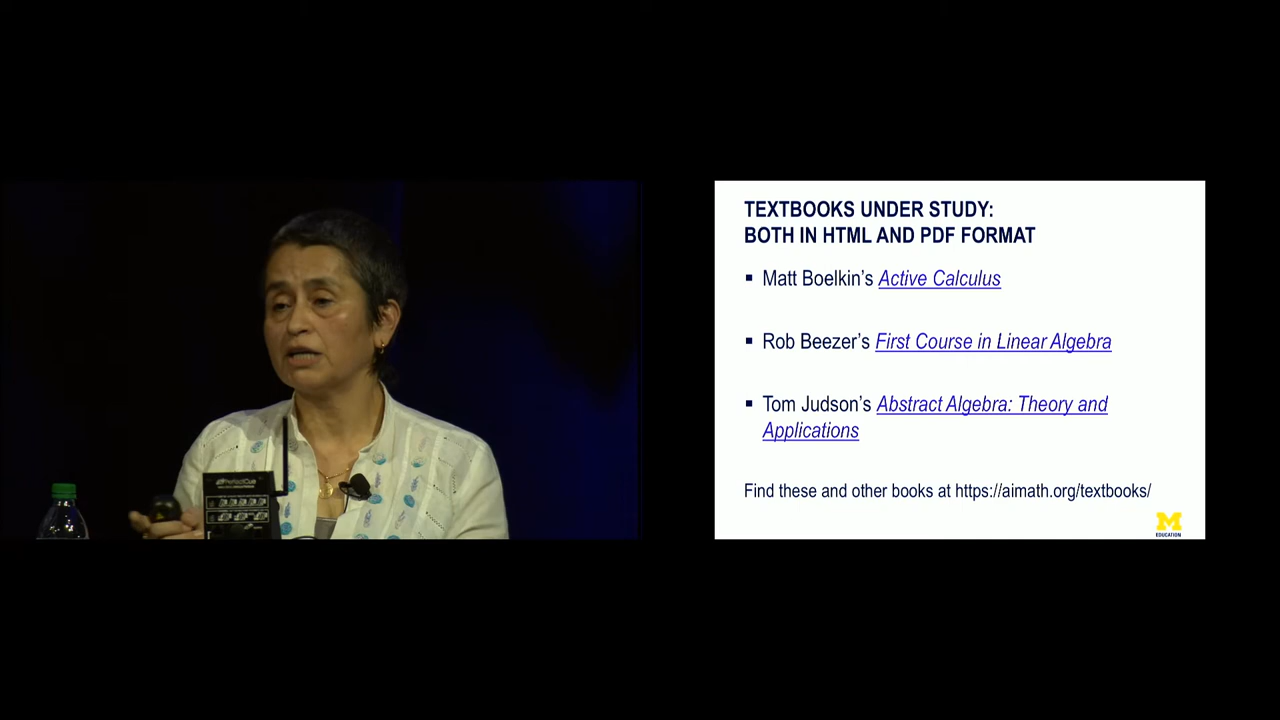 TEXTBOOKS UNDER STUDY:
BOTH IN HTML AND PDF FORMAT
▪ Matt Boelkin’s Active Calculus
▪ Rob Beezer’s First Course in Linear Algebra
▪ Tom Judson’s Abstract Algebra: Theory and
Applications
Find these and other books at https://aimath.org/textbooks/
M
EDUCATION
PerfectCue